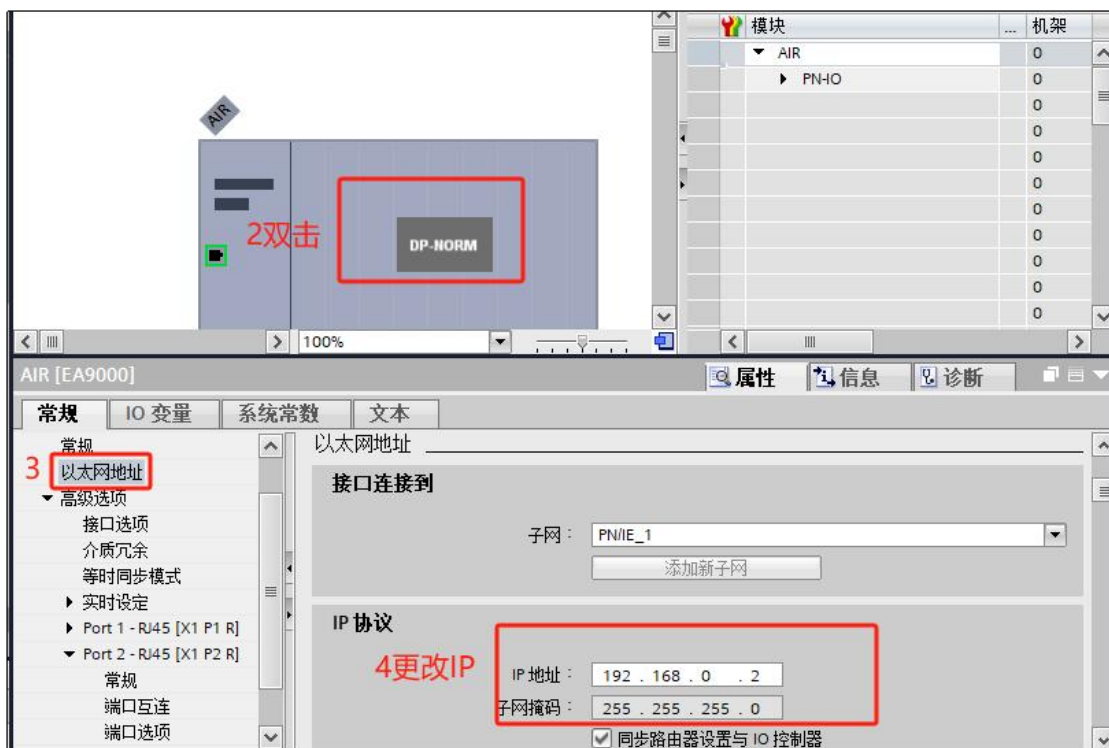 模块 ... 机架
AIR 0
PN-IO 0
0
0
0
0
0
0
0
0
0
AIR
2双击
DP-NORM
100%
AIR [EA9000]
属性 信息 诊断
常规 IO 变量 系统常数 文本
常规
3 以太网地址
高级选项
接口选项
介质冗余
等时同步模式
实时设定
Port 1 - RJ45 [X1 P1 R]
Port 2 - RJ45 [X1 P2 R]
常规
端口互连
端口选项
以太网地址
接口连接到
子网: PN/IE_1
添加新子网
IP 协议
4更改IP
IP 地址: 192 . 168 . 0 . 2
子网掩码: 255 . 255 . 255 . 0
同步路由器设置与 IO 控制器